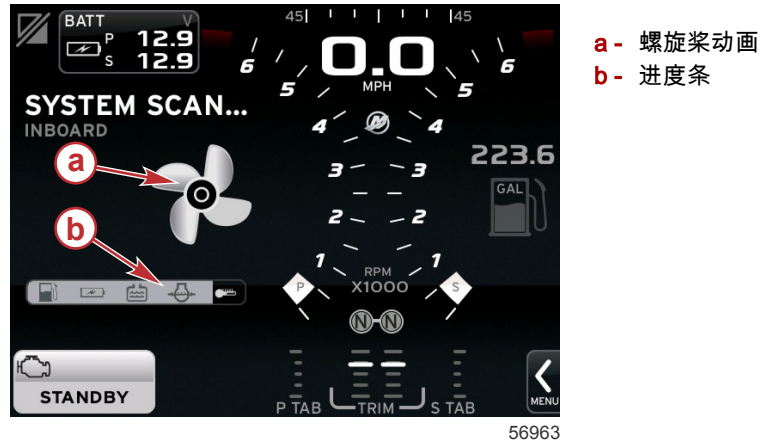 BATT V
P 12.9
S 12.9
SYSTEM SCAN...
INBOARD
a
b
STANDBY
45 45
0.0
MPH
6 6
5 5
4 4
3 3
2 2
1 1
RPM
X1000
P S
N N
P TAB TRIM S TAB
223.6
GAL
MENU
a - 螺旋桨动画
b - 进度条
56963